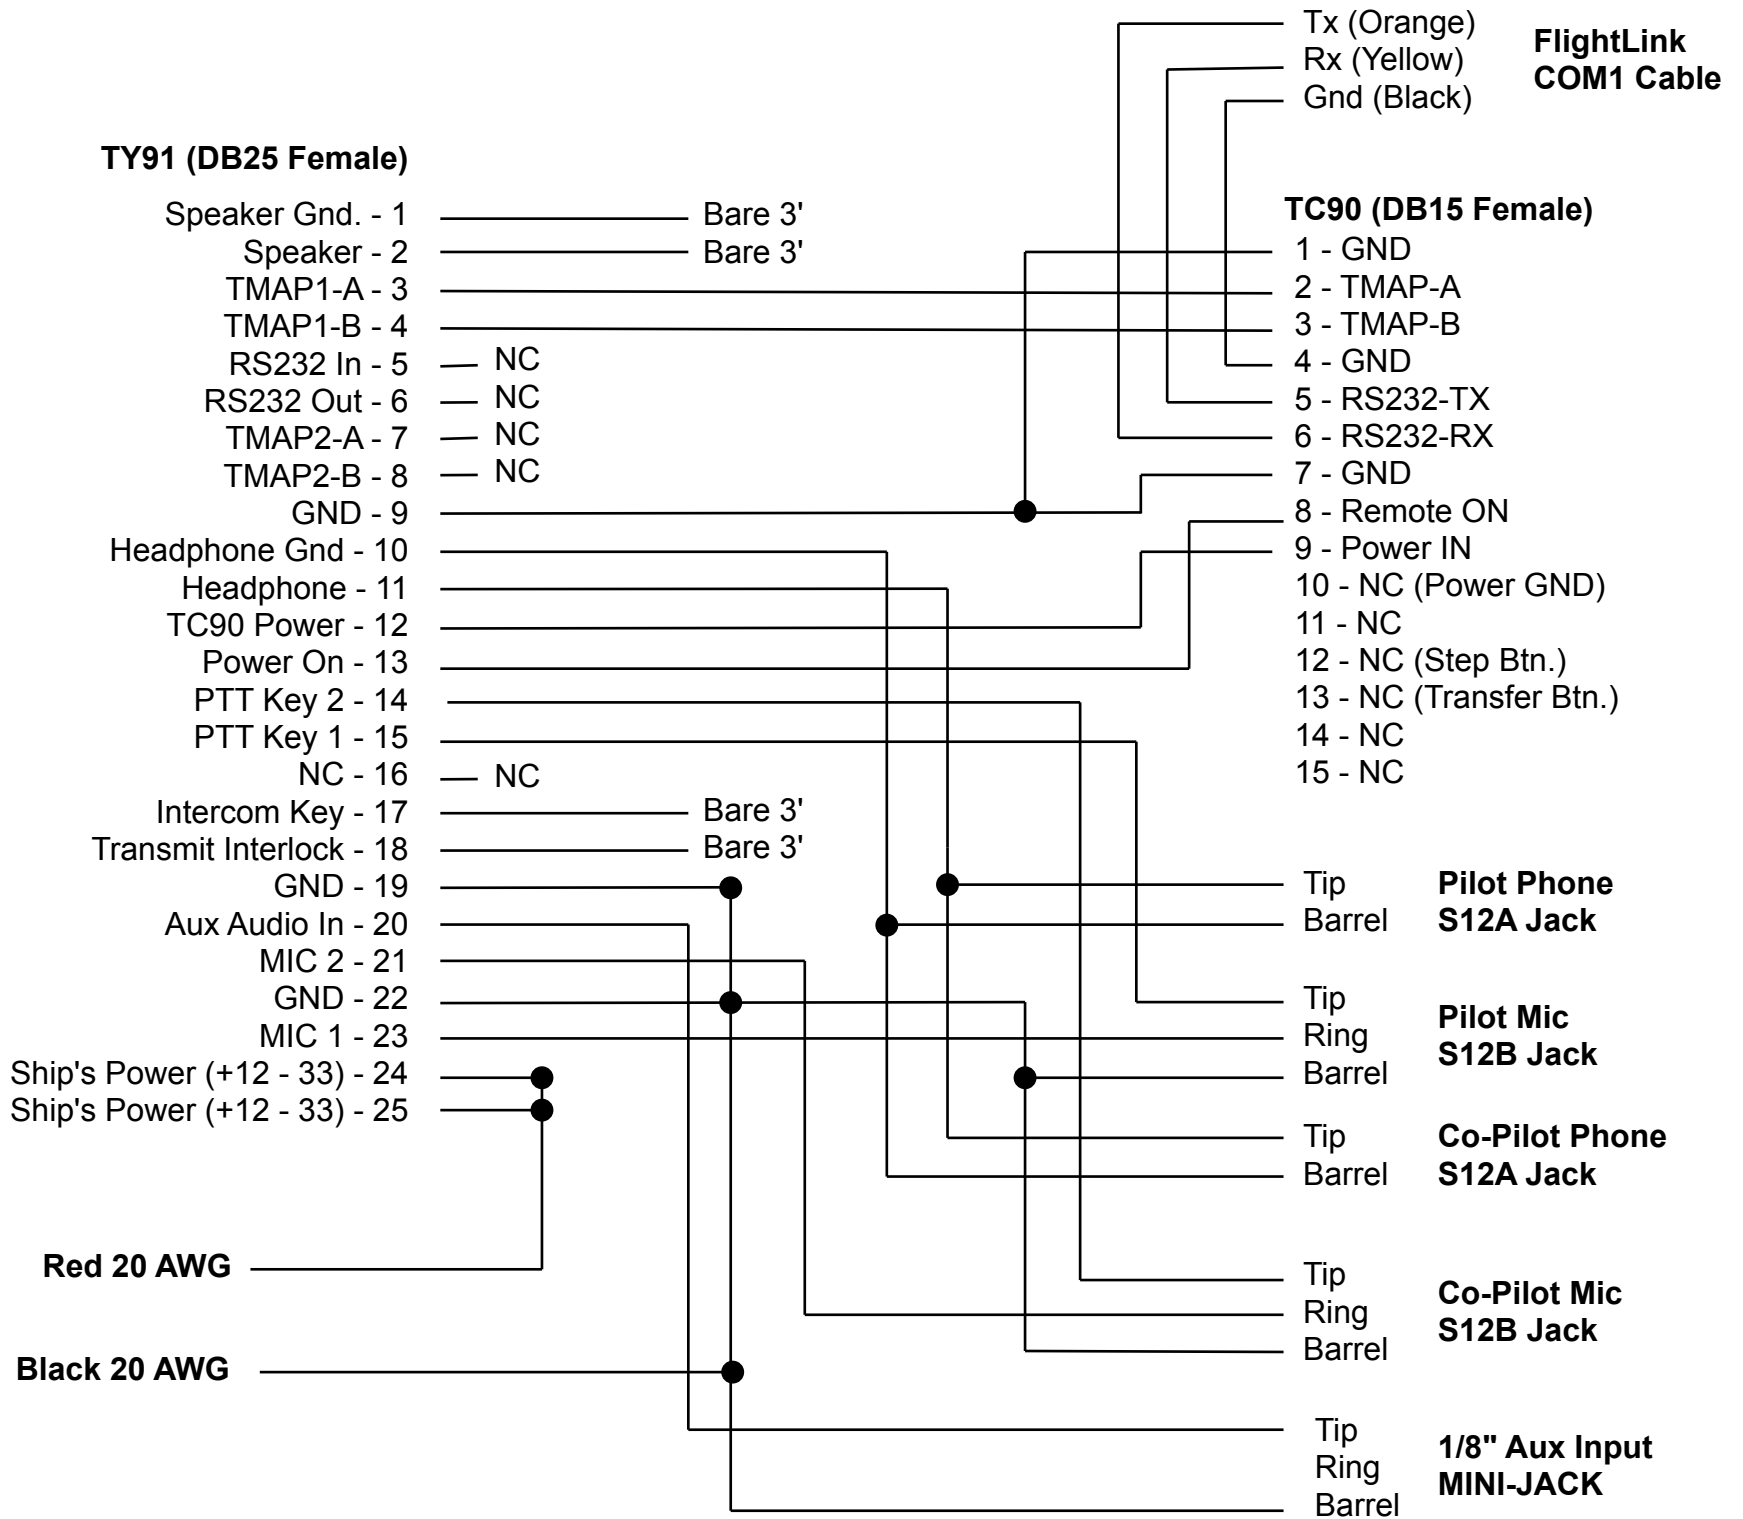 Tx (Orange)
Rx (Yellow)
Gnd (Black)
FlightLink
COM1 Cable
TY91 (DB25 Female)
Speaker Gnd. - 1
Bare 3'
Speaker - 2
Bare 3'
TMAP1-A - 3
TMAP1-B - 4
RS232 In - 5
NC
RS232 Out - 6
NC
TMAP2-A - 7
NC
TMAP2-B - 8
NC
GND - 9
Headphone Gnd - 10
Headphone - 11
TC90 Power - 12
Power On - 13
PTT Key 2 - 14
PTT Key 1 - 15
NC - 16
NC
Intercom Key - 17
Bare 3'
Transmit Interlock - 18
Bare 3'
GND - 19
Aux Audio In - 20
MIC 2 - 21
GND - 22
MIC 1 - 23
Ship's Power (+12 - 33) - 24
Ship's Power (+12 - 33) - 25
Red 20 AWG
Black 20 AWG
TC90 (DB15 Female)
1 - GND
2 - TMAP-A
3 - TMAP-B
4 - GND
5 - RS232-TX
6 - RS232-RX
7 - GND
8 - Remote ON
9 - Power IN
10 - NC (Power GND)
11 - NC
12 - NC (Step Btn.)
13 - NC (Transfer Btn.)
14 - NC
15 - NC
Tip
Barrel
Pilot Phone
S12A Jack
Tip
Ring
Barrel
Pilot Mic
S12B Jack
Tip
Barrel
Co-Pilot Phone
S12A Jack
Tip
Ring
Barrel
Co-Pilot Mic
S12B Jack
Tip
Ring
Barrel
1/8" Aux Input
MINI-JACK